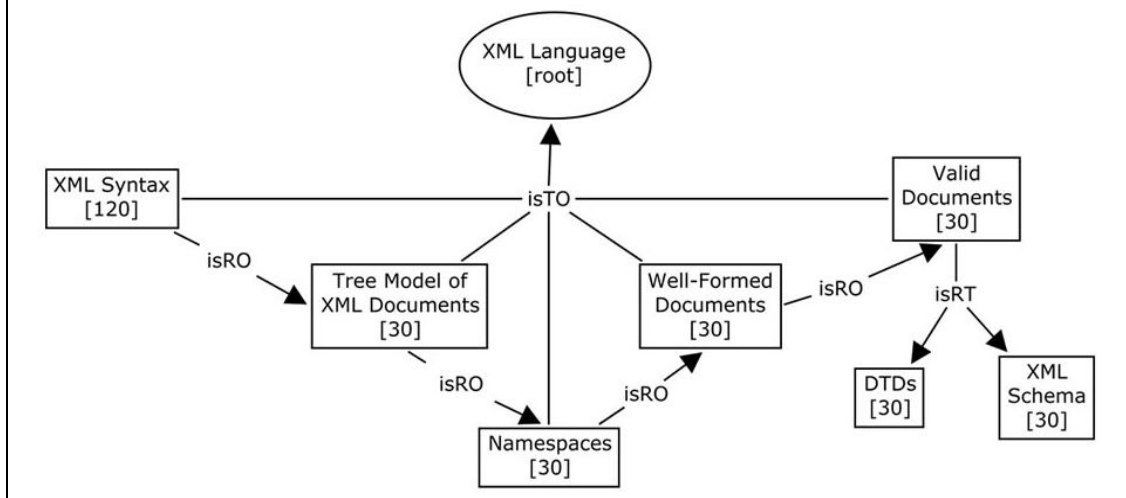 XML Language
[root]
XML Syntax
[120]
isTO
Valid
Documents
[30]
isRO
Tree Model of
XML Documents
[30]
Well-Formed
Documents
[30]
isRO
isRT
isRO
isRO
DTDs
[30]
XML
Schema
[30]
Namespaces
[30]